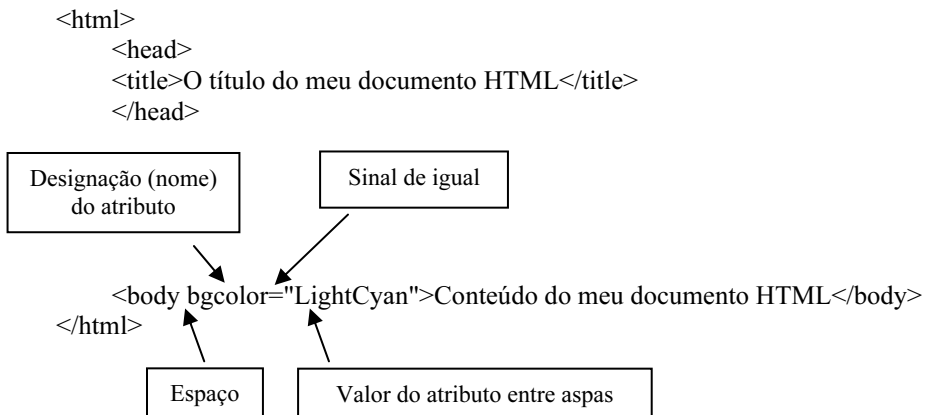 <html>
<head>
<title>O título do meu documento HTML</title>
</head>
Designação (nome)
do atributo
Sinal de igual
<body bgcolor="LightCyan">Conteúdo do meu documento HTML</body>
</html>
Espaço
Valor do atributo entre aspas